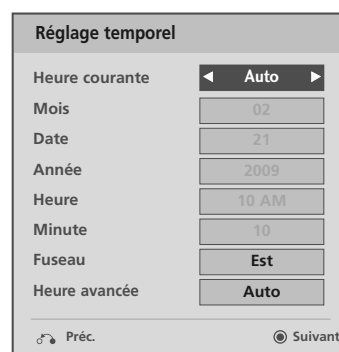 Réglage temporel
Heure courante Auto
Mois 02
Date 21
Année 2009
Heure 10 AM
Minute 10
Fuseau Est
Heure avancée Auto
Préc. Suivant